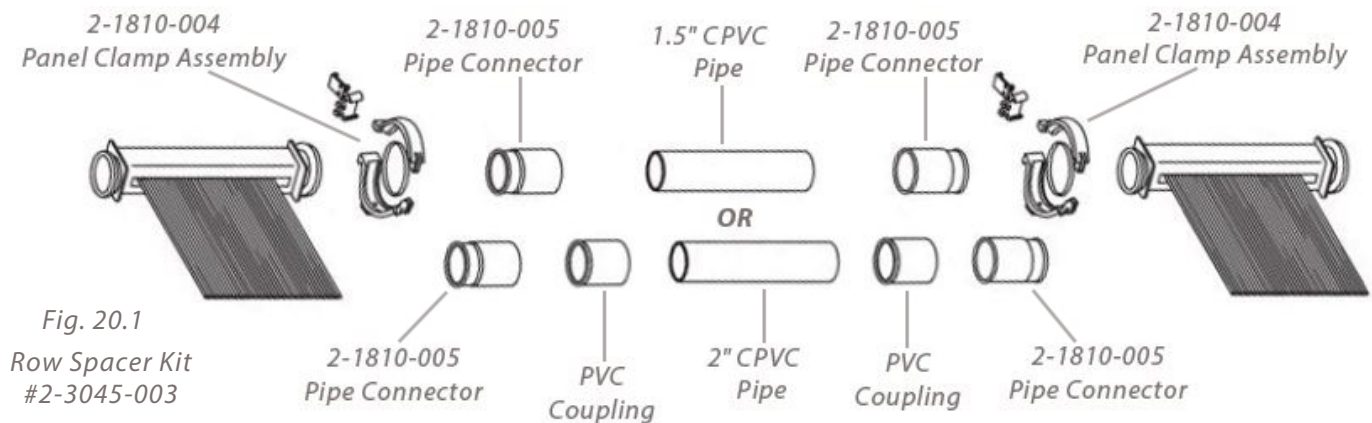 2-1810-004
Panel Clamp Assembly
2-1810-005
Pipe Connector
1.5" CPVC
Pipe
2-1810-005
Pipe Connector
2-1810-004
Panel Clamp Assembly
OR
Fig. 20.1
Row Spacer Kit
#2-3045-003
2-1810-005
Pipe Connector
PVC
Coupling
2" CPVC
Pipe
PVC
Coupling
2-1810-005
Pipe Connector